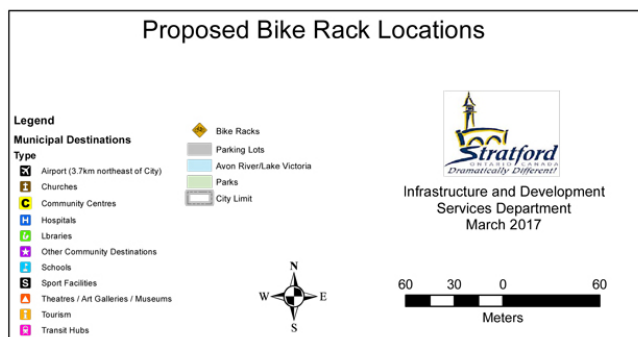 Proposed Bike Rack Locations
Legend
Municipal Destinations
Type
Airport (3.7km northeast of City)
Churches
C
Community Centres
H
Hospitals
Lbraries
Other Community Destinations
Schools
S
Sport Facilities
Theatres / Art Galleries / Museums
Tourism
Transit Hubs
Bike Racks
Parking Lots
Avon River/Lake Victoria
Parks
City Limit
N
W E
S
Stratford
ONTARIO CANADA
Dramatically Different!
Infrastructure and Development
Services Department
March 2017
60 30 0 60
Meters